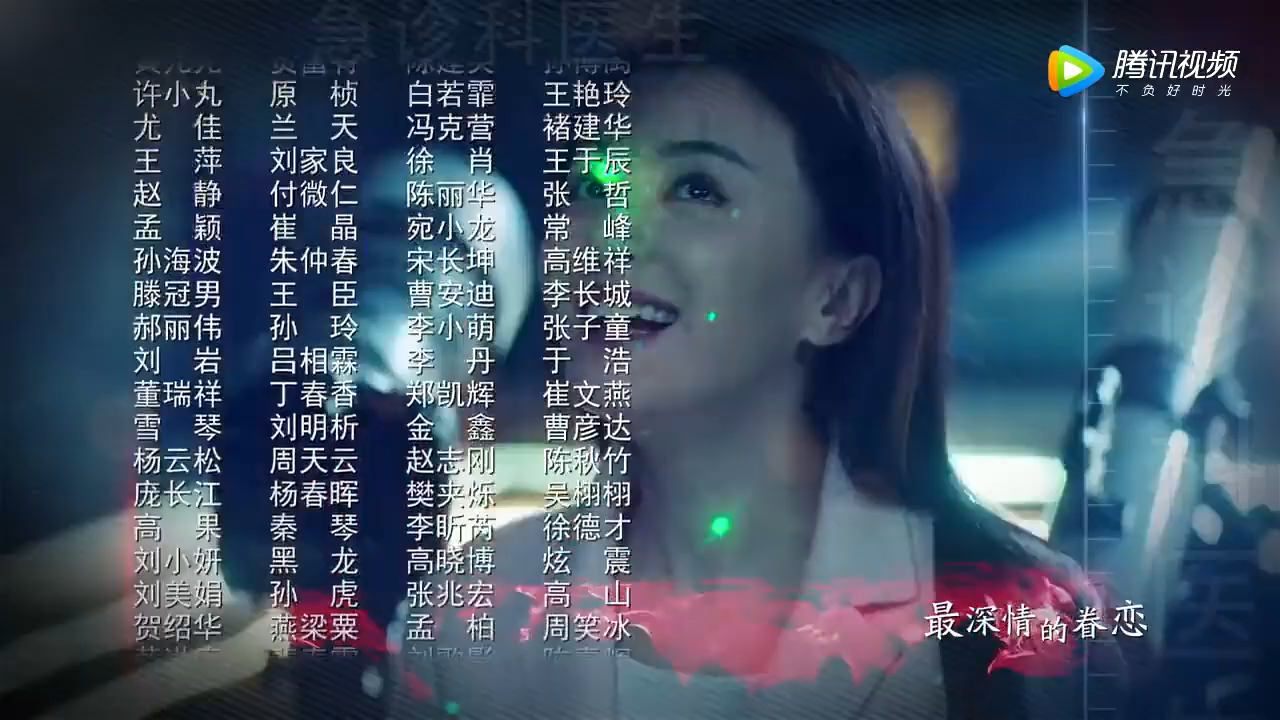 急诊科医生
腾讯视频
不负好时光
许小丸 原桢 白若霏 王艳玲
尤佳 兰天 冯克营 褚建华
王萍 刘家良 徐肖 王于辰
赵静 付微仁 陈丽华 张哲
孟颖 崔晶 宛小龙 常峰
孙海波 朱仲春 宋长坤 高维祥
滕冠男 王臣 曹安迪 李长城
郝丽伟 孙玲 李小萌 张子童
刘岩 吕相霖 李丹 于浩
董瑞祥 丁春香 郑凯辉 崔文燕
雪琴 刘明析 金鑫 曹彦达
杨云松 周天云 赵志刚 陈秋竹
庞长江 杨春晖 樊夹烁 吴栩栩
高果 秦琴 李昕芮 徐德才
刘小妍 黑龙 高晓博 炫震
刘美娟 孙虎 张兆宏 高山
贺绍华 燕梁粟 孟柏 周笑冰
最深情的眷恋